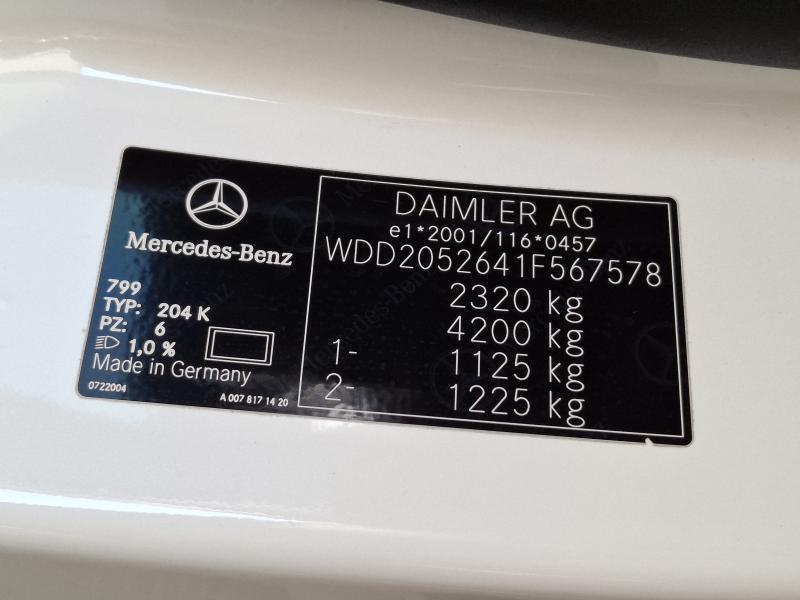 Mercedes-Benz
799
TYP: 204 K
PZ: 6
1,0 %
Made in Germany
0722004
A 007 817 14 20
DAIMLER AG
e1*2001/116*0457
WDD2052641F567578
2320 kg
4200 kg
1- 1125 kg
2- 1225 kg